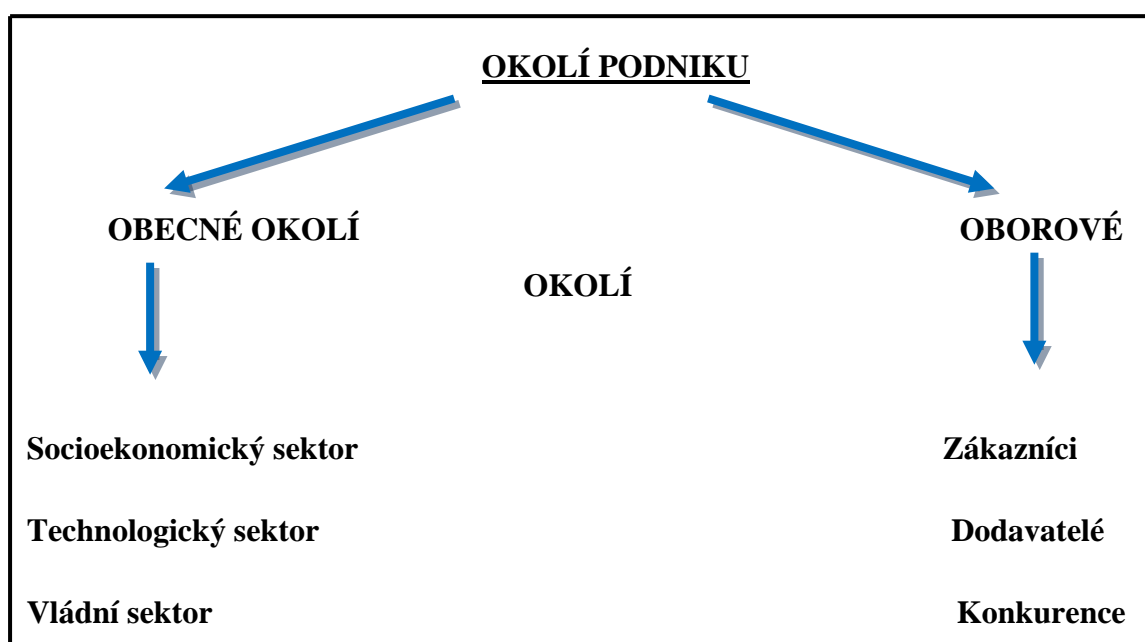 OKOLÍ PODNIKU
OBECNÉ OKOLÍ OBOROVÉ
OKOLÍ
Socioekonomický sektor Zákazníci
Technologický sektor Dodavatelé
Vládní sektor Konkurence